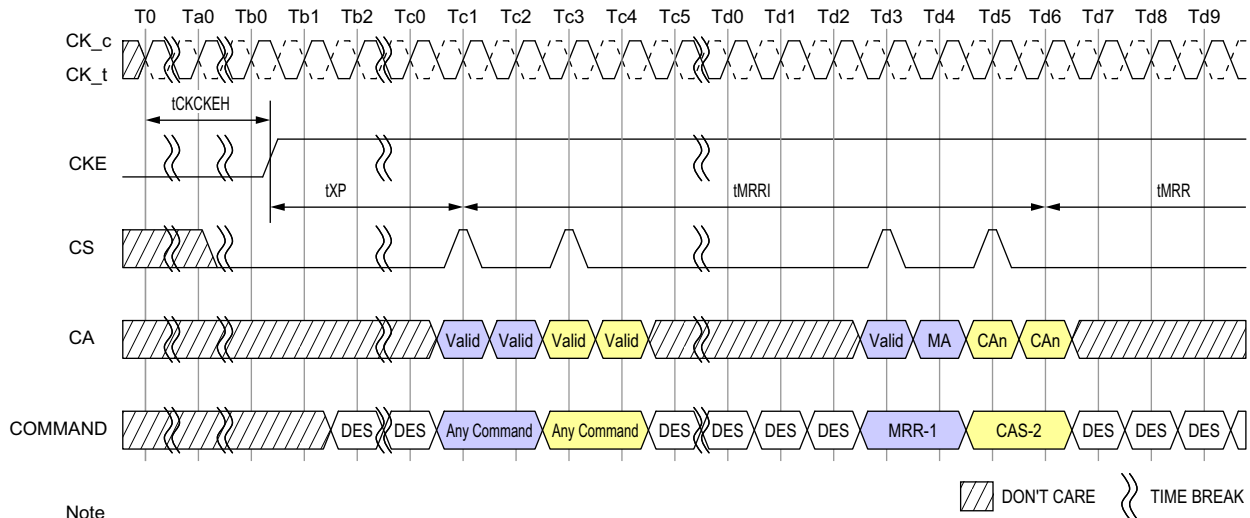 T0 Ta0 Tb0 Tb1 Tb2 Tc0 Tc1 Tc2 Tc3 Tc4 Tc5 Td0 Td1 Td2 Td3 Td4 Td5 Td6 Td7 Td8 Td9
CK_c
CK_t
tCKCKEH
CKE
tXP tMRRI tMRR
CS
CA Valid Valid Valid Valid Valid MA CAn CAn
COMMAND DES DES Any Command Any Command DES DES DES DES MRR-1 CAS-2 DES DES DES
DON'T CARE TIME BREAK
Note